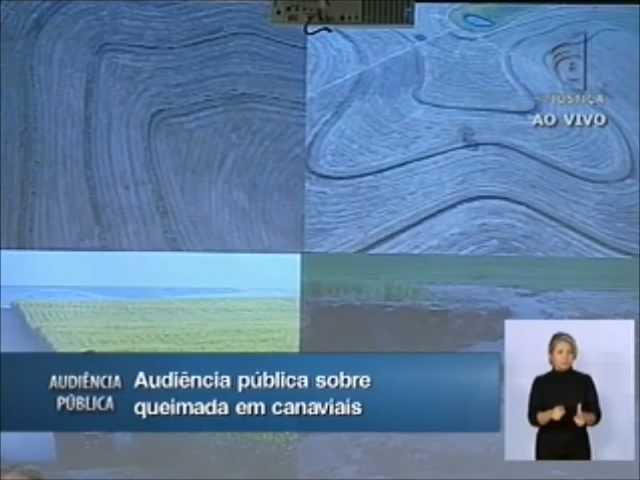 JUSTIÇA
AO VIVO
AUDIÊNCIA
PÚBLICA
Audiência pública sobre
queimada em canaviais